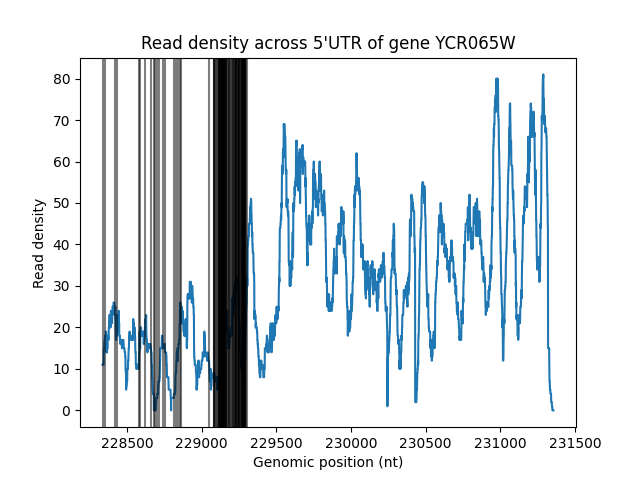 Read density across 5'UTR of gene YCR065W
80
70
60
50
40
30
20
10
0
Read density
228500 229000 229500 230000 230500 231000 231500
Genomic position (nt)